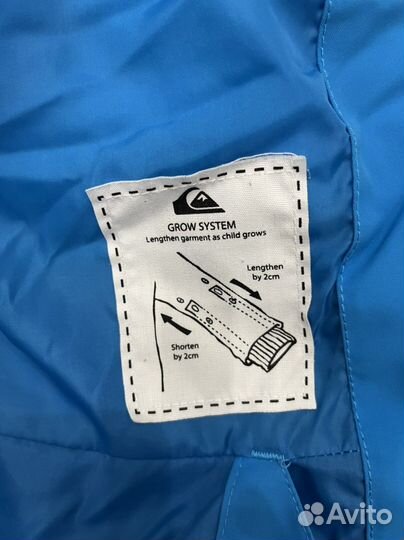 GROW SYSTEM
Lengthen garment as child grows
Lengthen
by 2cm
Shorten
by 2cm
Avito